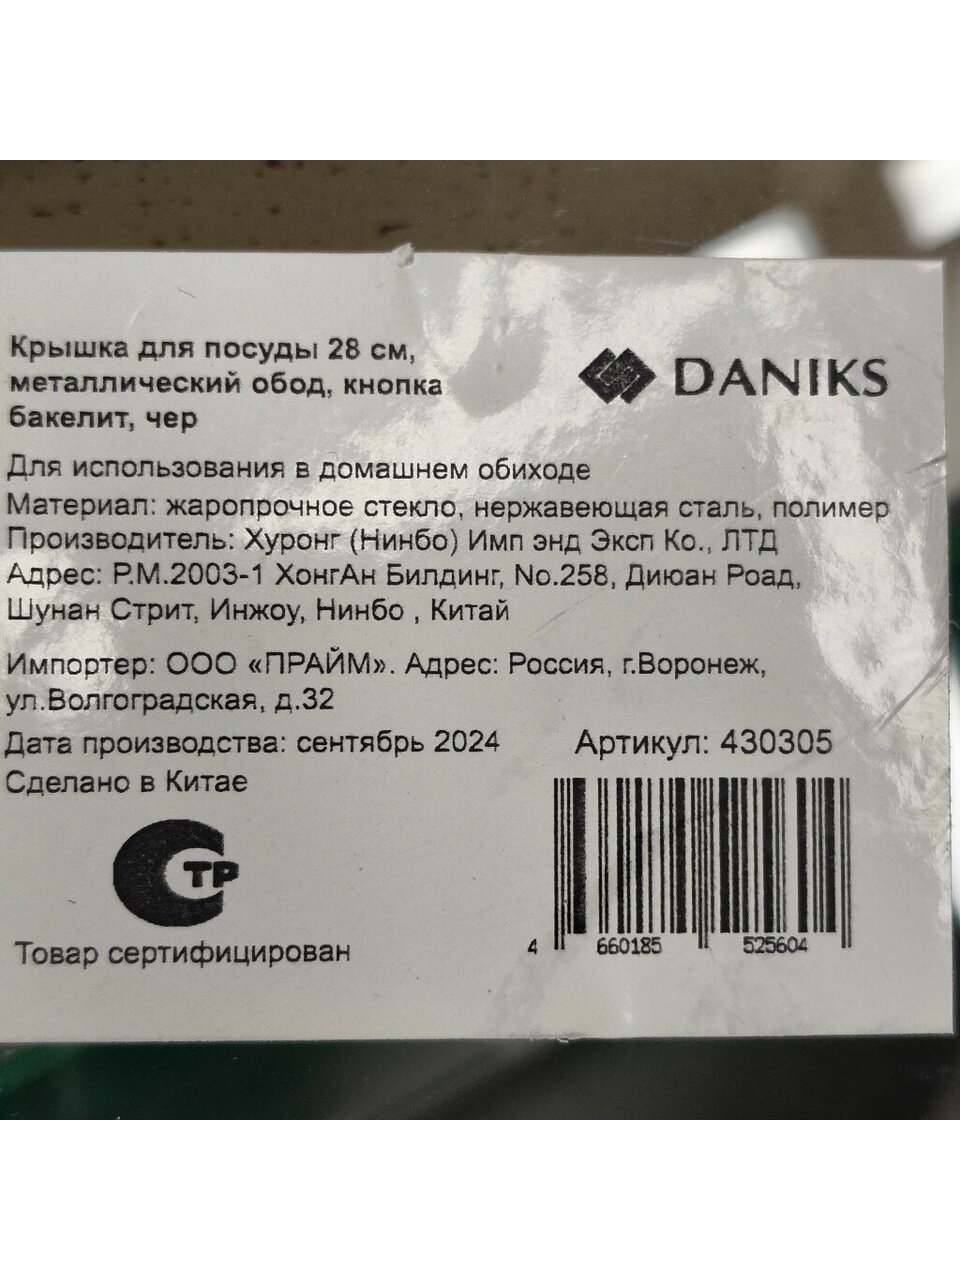 Крышка для посуды 28 см,
металлический обод, кнопка
бакелит, чер
DANIKS
Для использования в домашнем обиходе
Материал: жаропрочное стекло, нержавеющая сталь, полимер
Производитель: Хуронг (Нинбо) Имп энд Эксп Ко., ЛТД
Адрес: Р.М.2003-1 ХонгАн Билдинг, No.258, Диюан Роад,
Шунан Стрит, Инжоу, Нинбо , Китай
Импортер: ООО «ПРАЙМ». Адрес: Россия, г.Воронеж,
ул.Волгоградская, д.32
Дата производства: сентябрь 2024
Артикул: 430305
Сделано в Китае
ТР
Товар сертифицирован
4 660185 525604